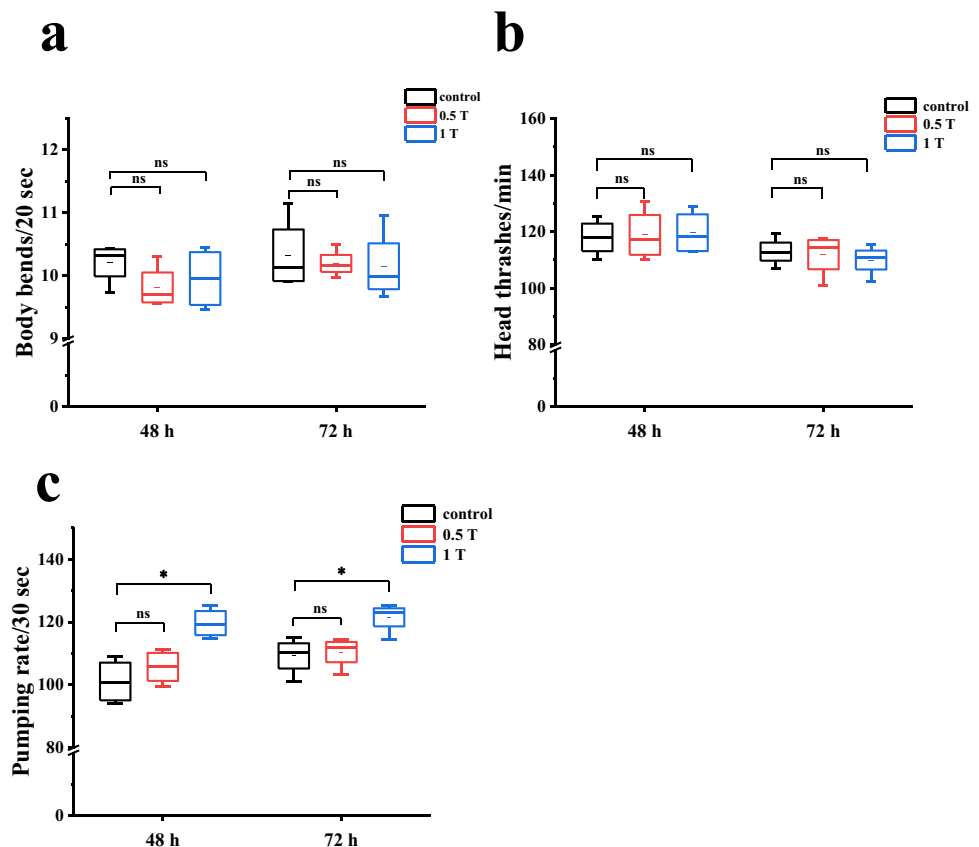 a
control
0.5 T
1 T
Body bends/20 sec
12
11
10
9
0
ns
ns
ns
ns
48 h
72 h
b
control
0.5 T
1 T
Head thrashes/min
160
140
120
100
80
0
ns
ns
ns
ns
48 h
72 h
c
control
0.5 T
1 T
Pumping rate/30 sec
140
120
100
80
0
*
ns
*
ns
48 h
72 h